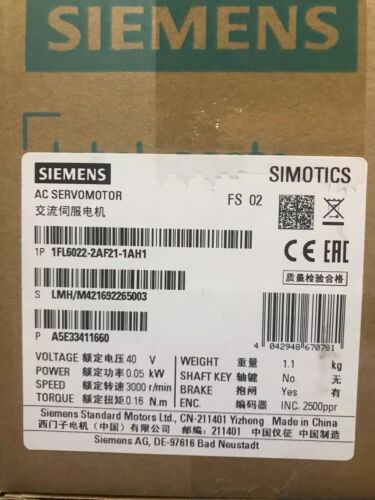 SIEMENS
SIEMENS
SIMOTICS
AC SERVOMOTOR
交流伺服电机
FS 02
1P 1FL6022-2AF21-1AH1
CE EAC
质量检验合格
S LMH/M421692265003
P A5E33411660
4 042948 670781
VOLTAGE 额定电压 40 V
POWER 额定功率 0.05 kW
SPEED 额定转速 3000 r/min
TORQUE 额定扭矩 0.16 N.m
WEIGHT 重量 1.1 kg
SHAFT KEY 轴键 No 无
BRAKE 抱闸 Yes 有
ENC. 编码器 INC. 2500ppr
Siemens Standard Motors Ltd., CN-211401 Yizheng / China
西门子电机（中国）有限公司 邮编：211401 中国仪征 中国制造
Siemens AG, DE-97616 Bad Neustadt